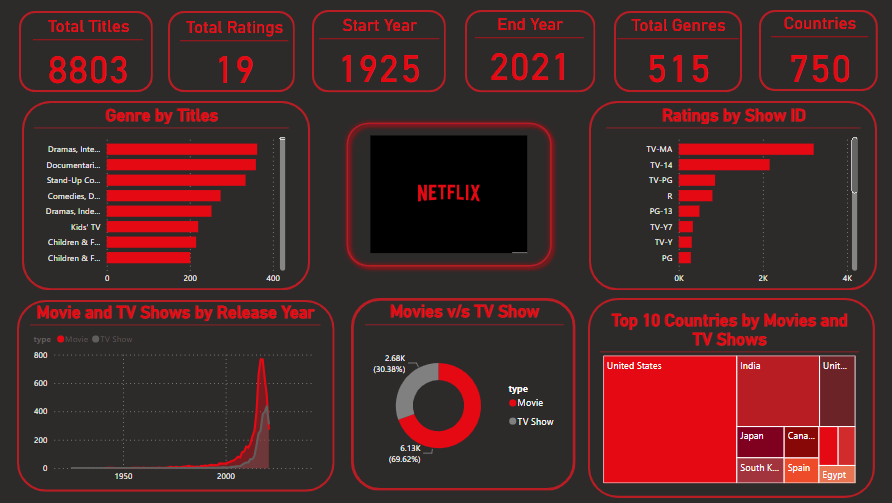 Total Titles
8803
Total Ratings
19
Start Year
1925
End Year
2021
Total Genres
515
Countries
750
Genre by Titles
Dramas, Inte...
Documentari...
Stand-Up Co...
Comedies, D...
Dramas, Inde...
Kids' TV
Children & F...
Children & F...
0 200 400
NETFLIX
Ratings by Show ID
TV-MA
TV-14
TV-PG
R
PG-13
TV-Y7
TV-Y
PG
0K 2K 4K
Movie and TV Shows by Release Year
type Movie TV Show
800
600
400
200
0
1950 2000
Movies v/s TV Show
2.68K
(30.38%)
6.13K
(69.62%)
type
Movie
TV Show
Top 10 Countries by Movies and
TV Shows
United States
India
Unit...
Japan
Cana...
South K...
Spain
Egypt